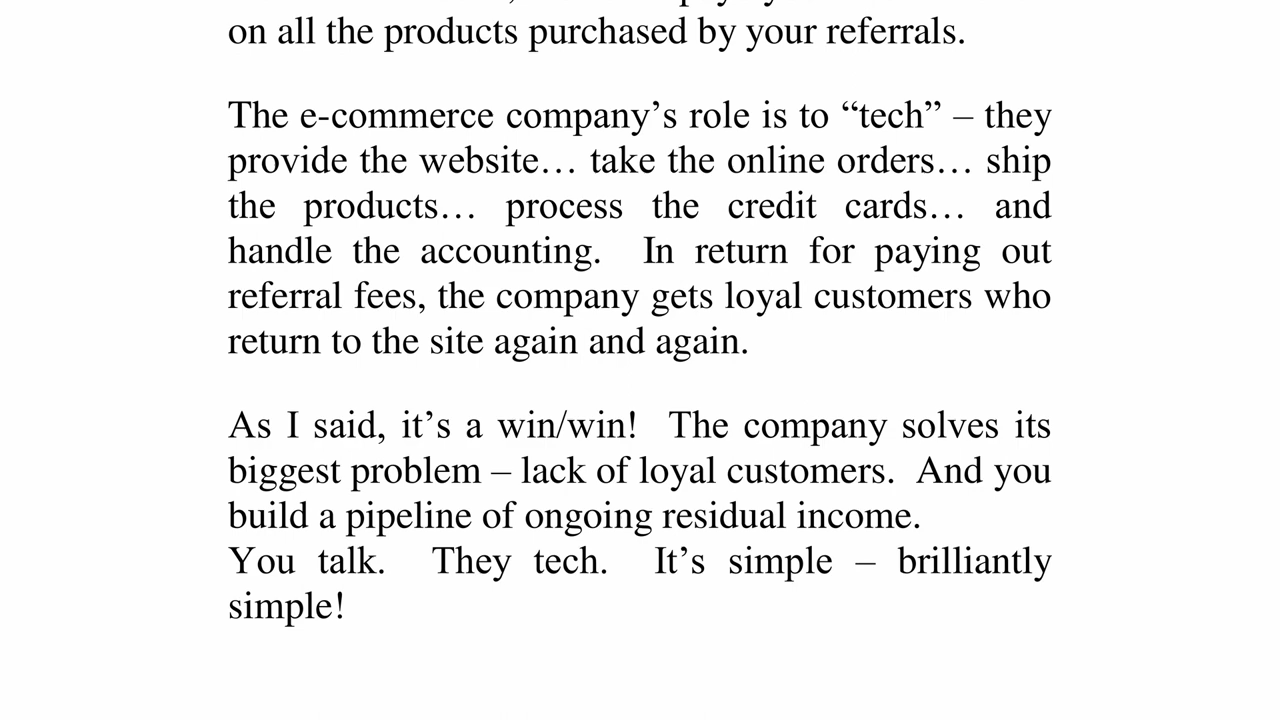 on all the products purchased by your referrals.
The e-commerce company’s role is to “tech” – they
provide the website… take the online orders… ship
the products… process the credit cards… and
handle the accounting.  In return for paying out
referral fees, the company gets loyal customers who
return to the site again and again.
As I said, it’s a win/win!  The company solves its
biggest problem – lack of loyal customers.  And you
build a pipeline of ongoing residual income.
You talk.  They tech.  It’s simple – brilliantly
simple!